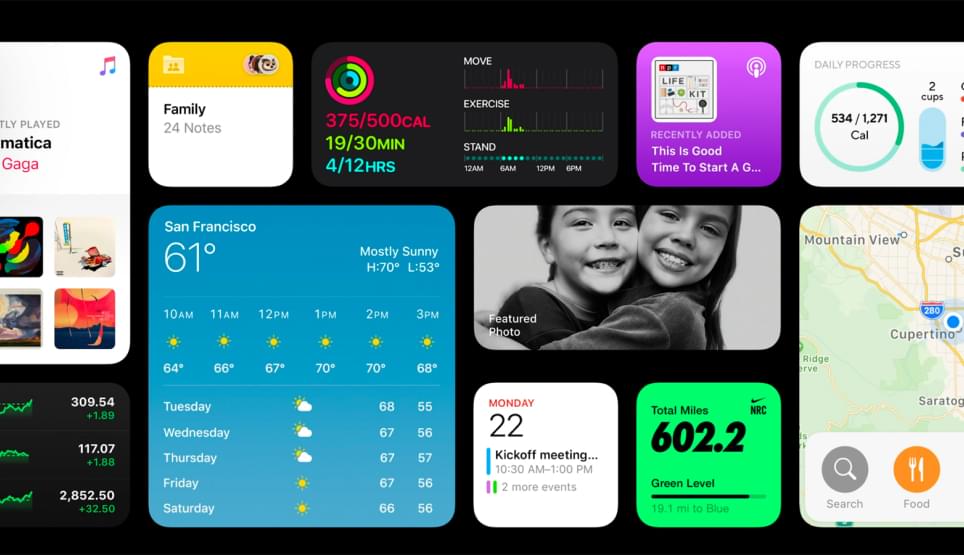 TLY PLAYED
matica
Gaga
309.54
+1.89
117.07
+1.88
2,852.50
+32.50
Family
24 Notes
375/500CAL
19/30MIN
4/12HRS
MOVE
EXERCISE
STAND
12AM 6AM 12PM 6PM
npr
LIFE
KIT
RECENTLY ADDED
This Is Good
Time To Start A G...
DAILY PROGRESS
534 / 1,271
Cal
2
cups
San Francisco
61°
Mostly Sunny
H:70° L:53°
10AM 11AM 12PM 1PM 2PM 3PM
64° 66° 67° 70° 70° 68°
Tuesday 68 55
Wednesday 67 56
Thursday 67 57
Friday 67 56
Saturday 66 56
Featured
Photo
MONDAY
22
Kickoff meeting...
10:30 AM–1:00 PM
2 more events
Total Miles
NRC
602.2
Green Level
19.1 mi to Blue
Mountain View
Su
280
Cupertino
Ridge
erve
Saratog
Search
Food